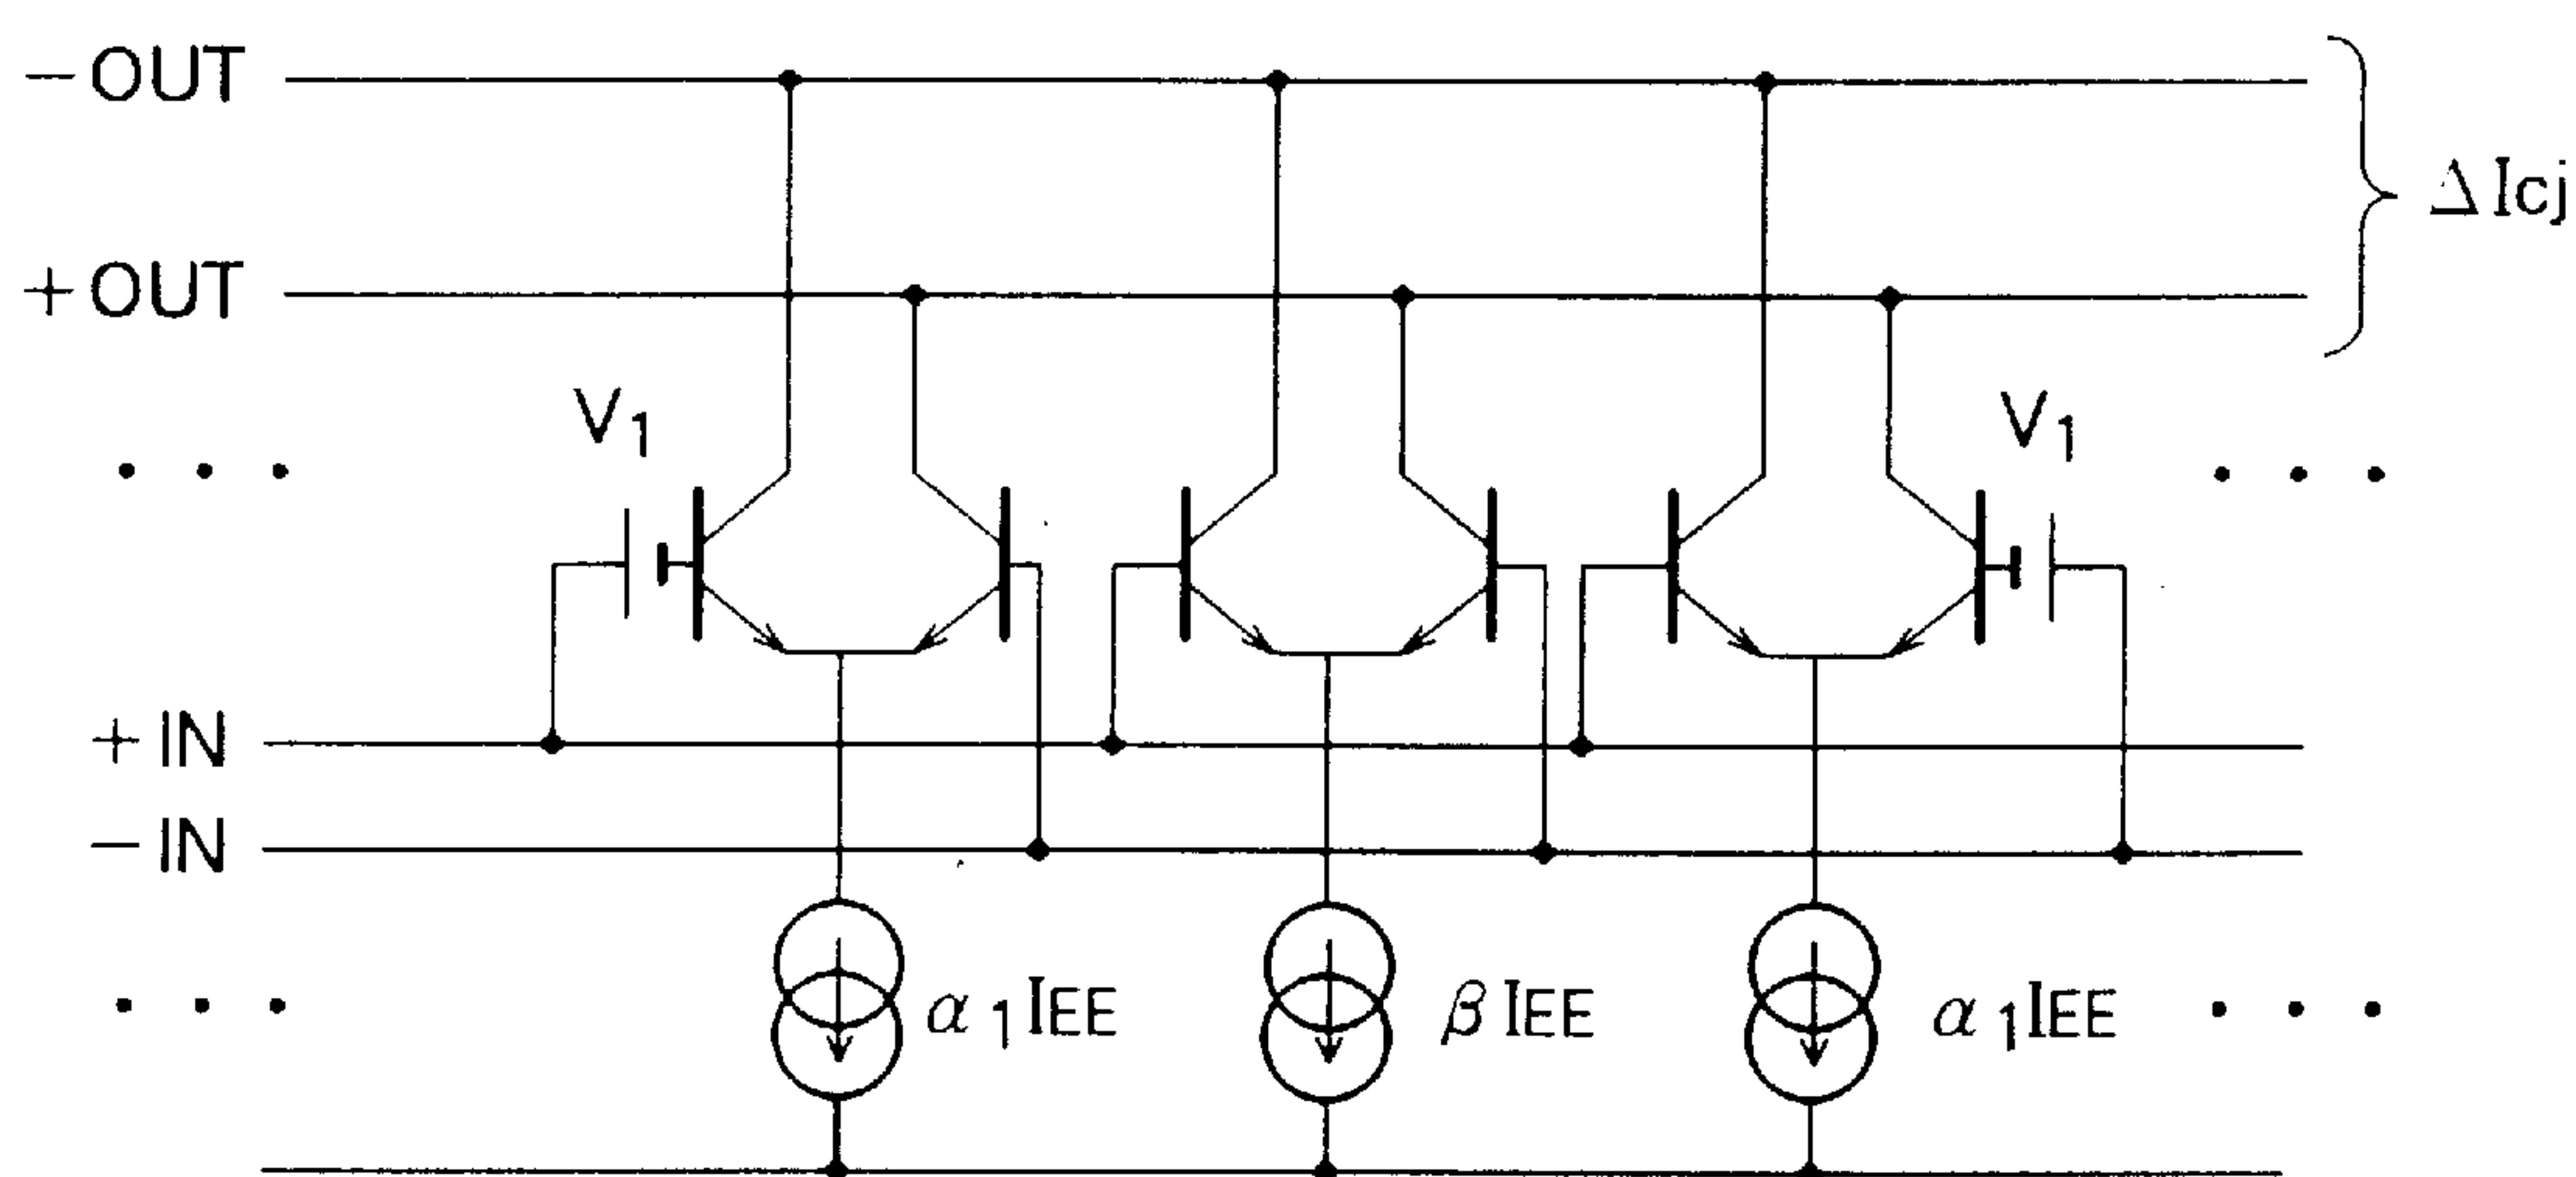 −OUT
ΔIcj
+OUT
V1
V1
. . .
. . .
+IN
−IN
. . .
α1IEE
βIEE
α1IEE
. . .